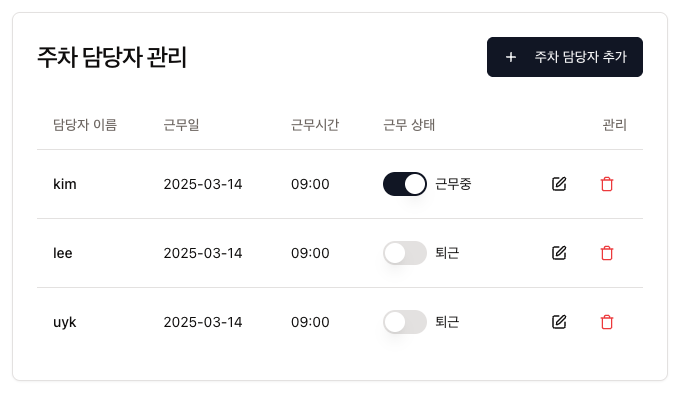 주차 담당자 관리
주차 담당자 추가
담당자 이름 근무일 근무시간 근무 상태 관리
kim 2025-03-14 09:00 근무중
lee 2025-03-14 09:00 퇴근
uyk 2025-03-14 09:00 퇴근